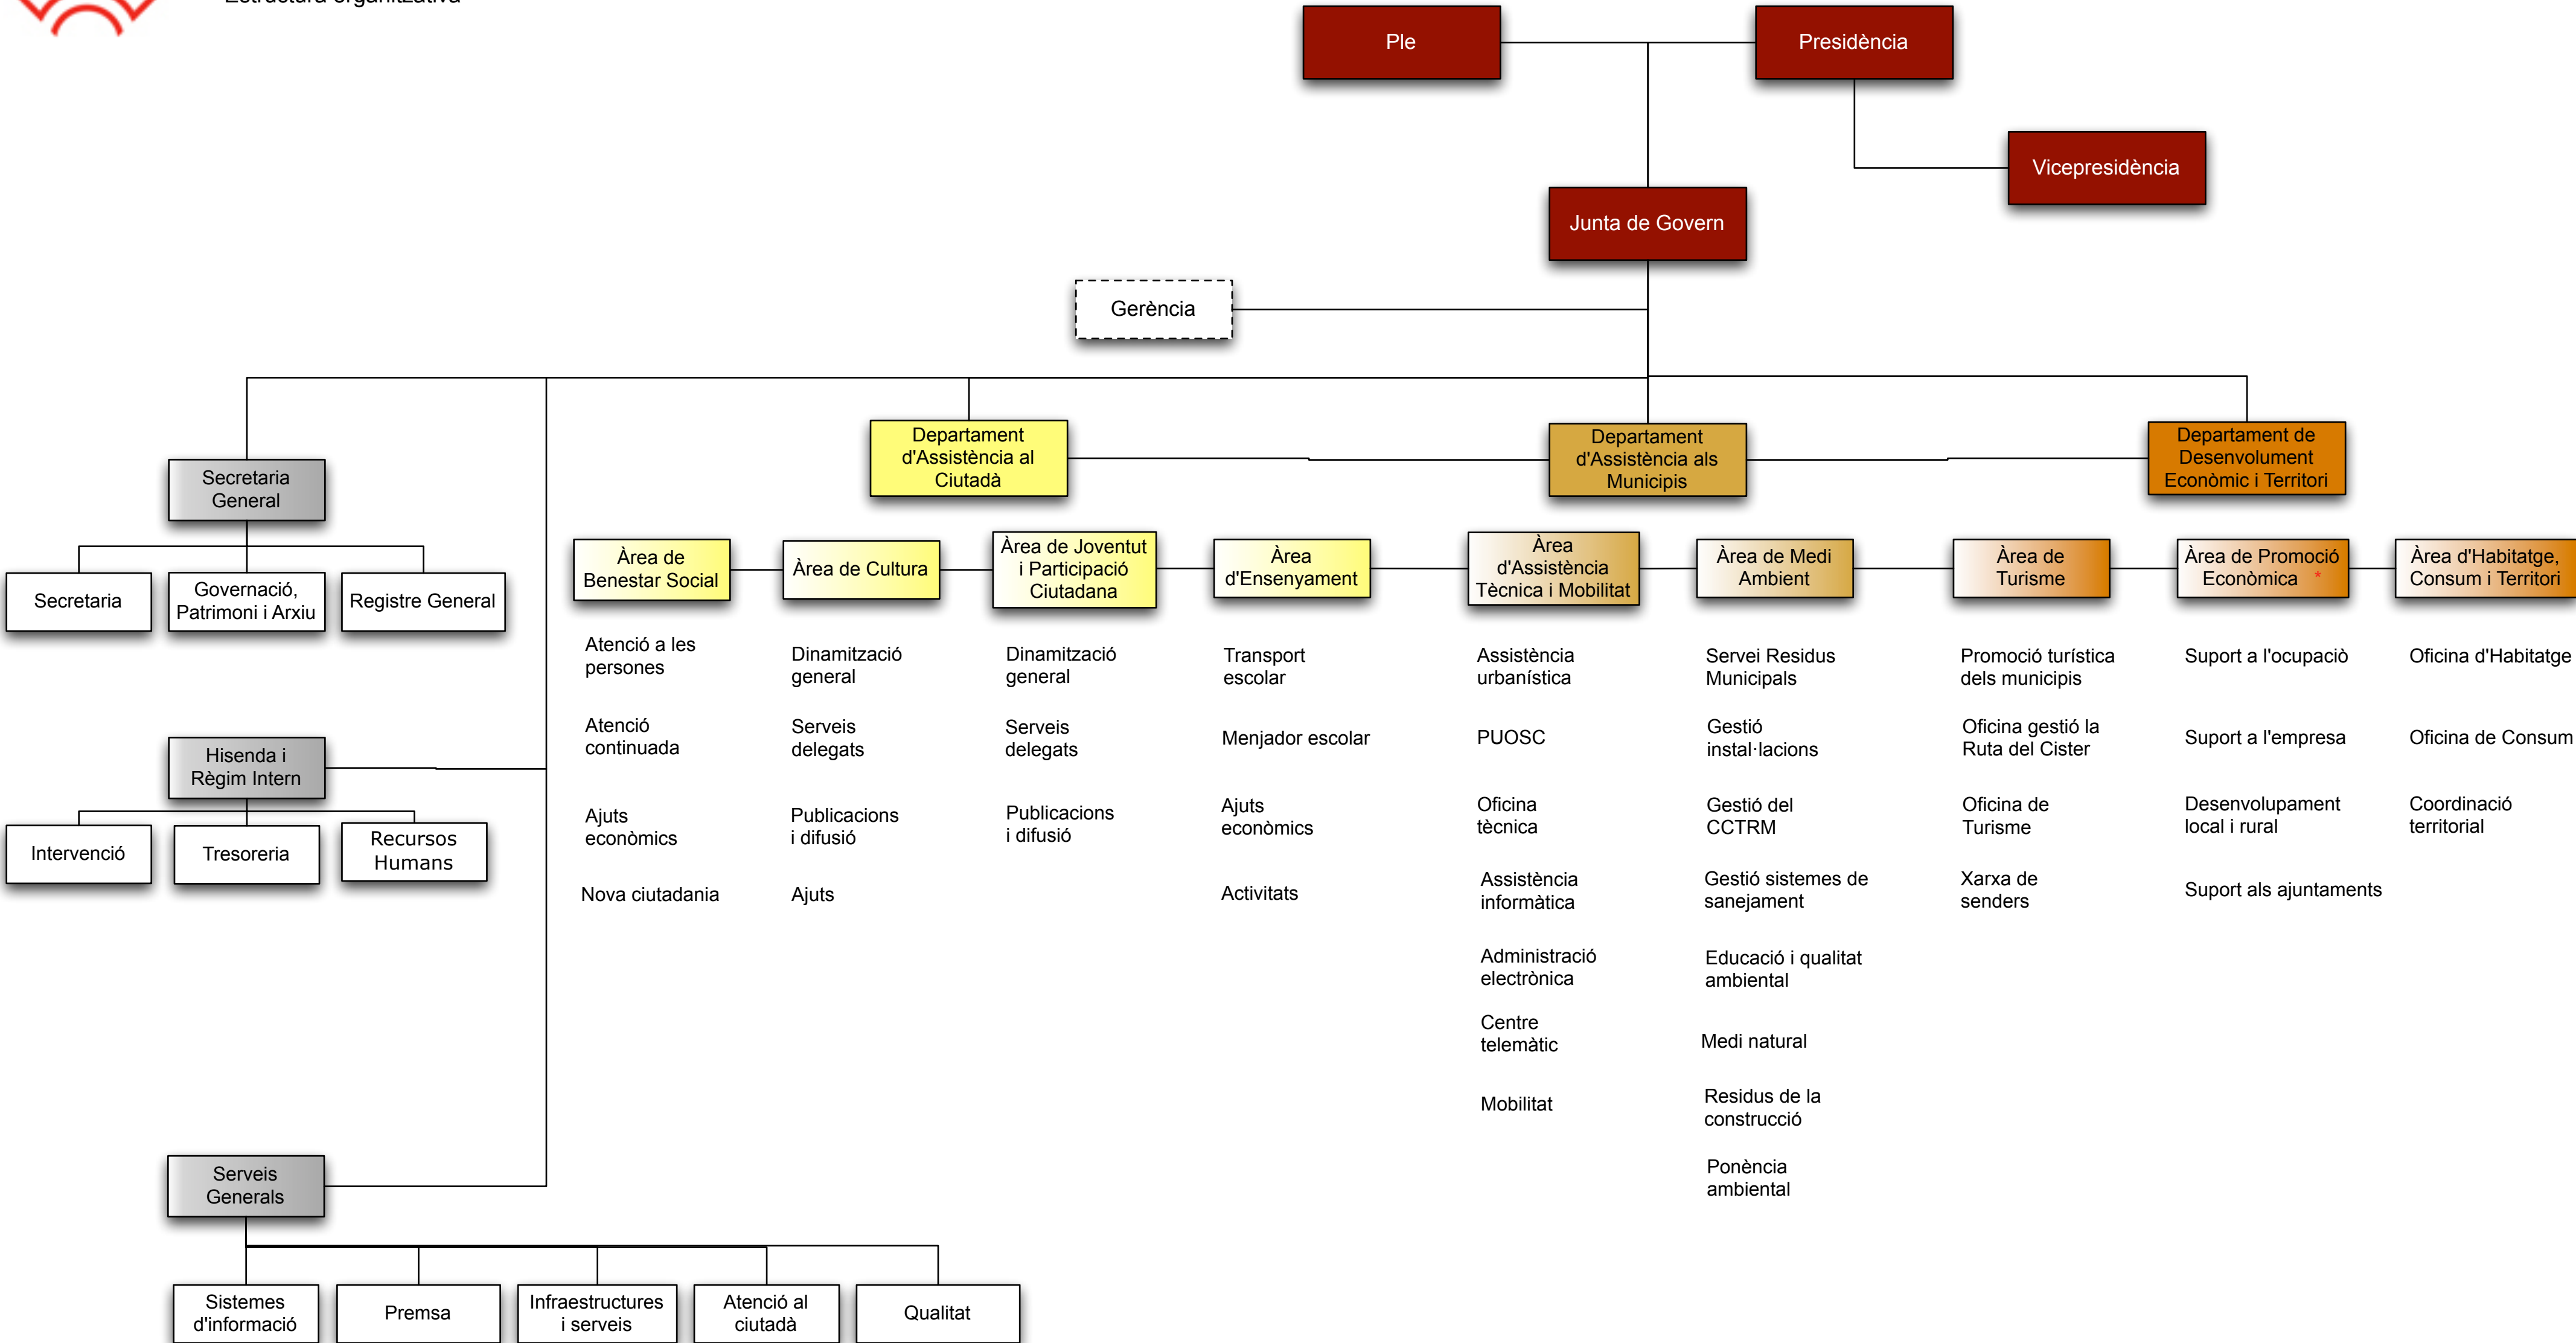 Estructura organitzativa
Ple
Presidència
Vicepresidència
Junta de Govern
Gerència
Departament
d'Assistència al
Ciutadà
Departament
d'Assistència als
Municipis
Departament de
Desenvolument
Econòmic i Territori
Secretaria
General
Secretaria
Governació,
Patrimoni i Arxiu
Registre General
Hisenda i
Règim Intern
Intervenció
Tresoreria
Recursos
Humans
Serveis
Generals
Sistemes
d'informació
Premsa
Infraestructures
i serveis
Atenció al
ciutadà
Qualitat
Àrea de
Benestar Social
Atenció a les
persones
Atenció
continuada
Ajuts
econòmics
Nova ciutadania
Àrea de Cultura
Dinamització
general
Serveis
delegats
Publicacions
i difusió
Ajuts
Àrea de Joventut
i Participació
Ciutadana
Dinamització
general
Serveis
delegats
Publicacions
i difusió
Àrea
d'Ensenyament
Transport
escolar
Menjador escolar
Ajuts
econòmics
Activitats
Àrea
d'Assistència
Tècnica i Mobilitat
Assistència
urbanística
PUOSC
Oficina
tècnica
Assistència
informàtica
Administració
electrònica
Centre
telemàtic
Mobilitat
Àrea de Medi
Ambient
Servei Residus
Municipals
Gestió
instal·lacions
Gestió del
CCTRM
Gestió sistemes de
sanejament
Educació i qualitat
ambiental
Medi natural
Residus de la
construcció
Ponència
ambiental
Àrea de
Turisme
Promoció turística
dels municipis
Oficina gestió la
Ruta del Cister
Oficina de
Turisme
Xarxa de
senders
Àrea de Promoció
Econòmica *
Suport a l'ocupaciò
Suport a l'empresa
Desenvolupament
local i rural
Suport als ajuntaments
Àrea d'Habitatge,
Consum i Territori
Oficina d'Habitatge
Oficina de Consum
Coordinació
territorial